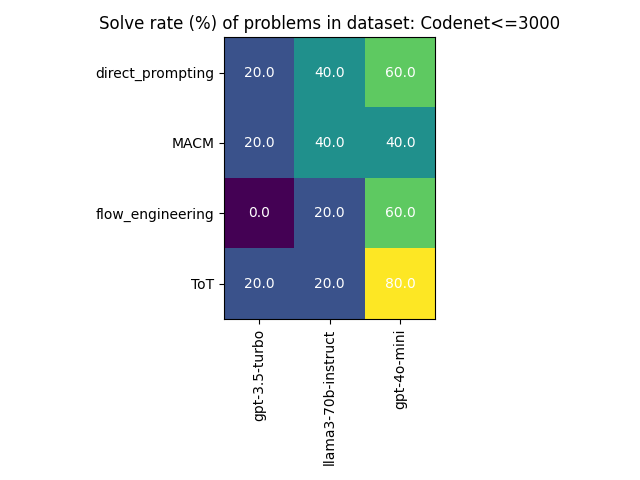 Solve rate (%) of problems in dataset: Codenet<=3000
direct_prompting 20.0 40.0 60.0
MACM 20.0 40.0 40.0
flow_engineering 0.0 20.0 60.0
ToT 20.0 20.0 80.0
gpt-3.5-turbo
llama3-70b-instruct
gpt-4o-mini